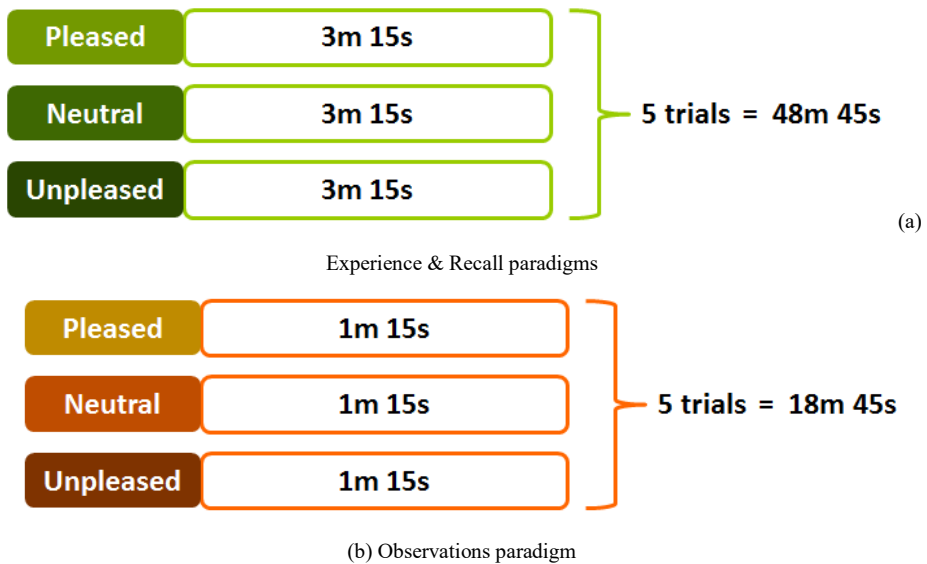 Pleased 3m 15s
Neutral 3m 15s
5 trials = 48m 45s
Unpleased 3m 15s
(a)
Experience & Recall paradigms
Pleased 1m 15s
Neutral 1m 15s
5 trials = 18m 45s
Unpleased 1m 15s
(b) Observations paradigm